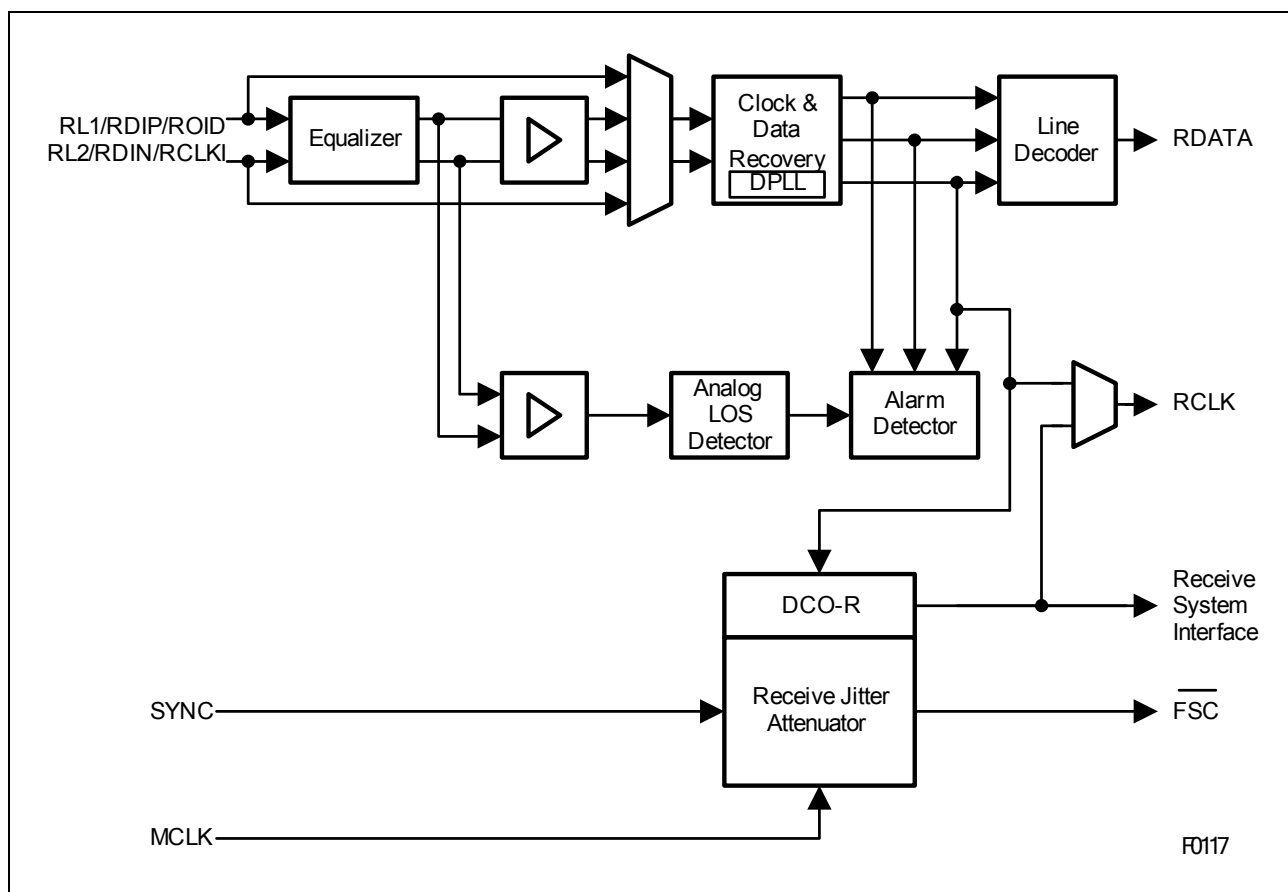 RL1/RDIP/ROID
RL2/RDIN/RCLKI
Equalizer
Clock &
Data
Recovery
DPLL
Line
Decoder
RDATA
Analog
LOS
Detector
Alarm
Detector
RCLK
DCO-R
Receive
System
Interface
SYNC
Receive Jitter
Attenuator
FSC
MCLK
F0117